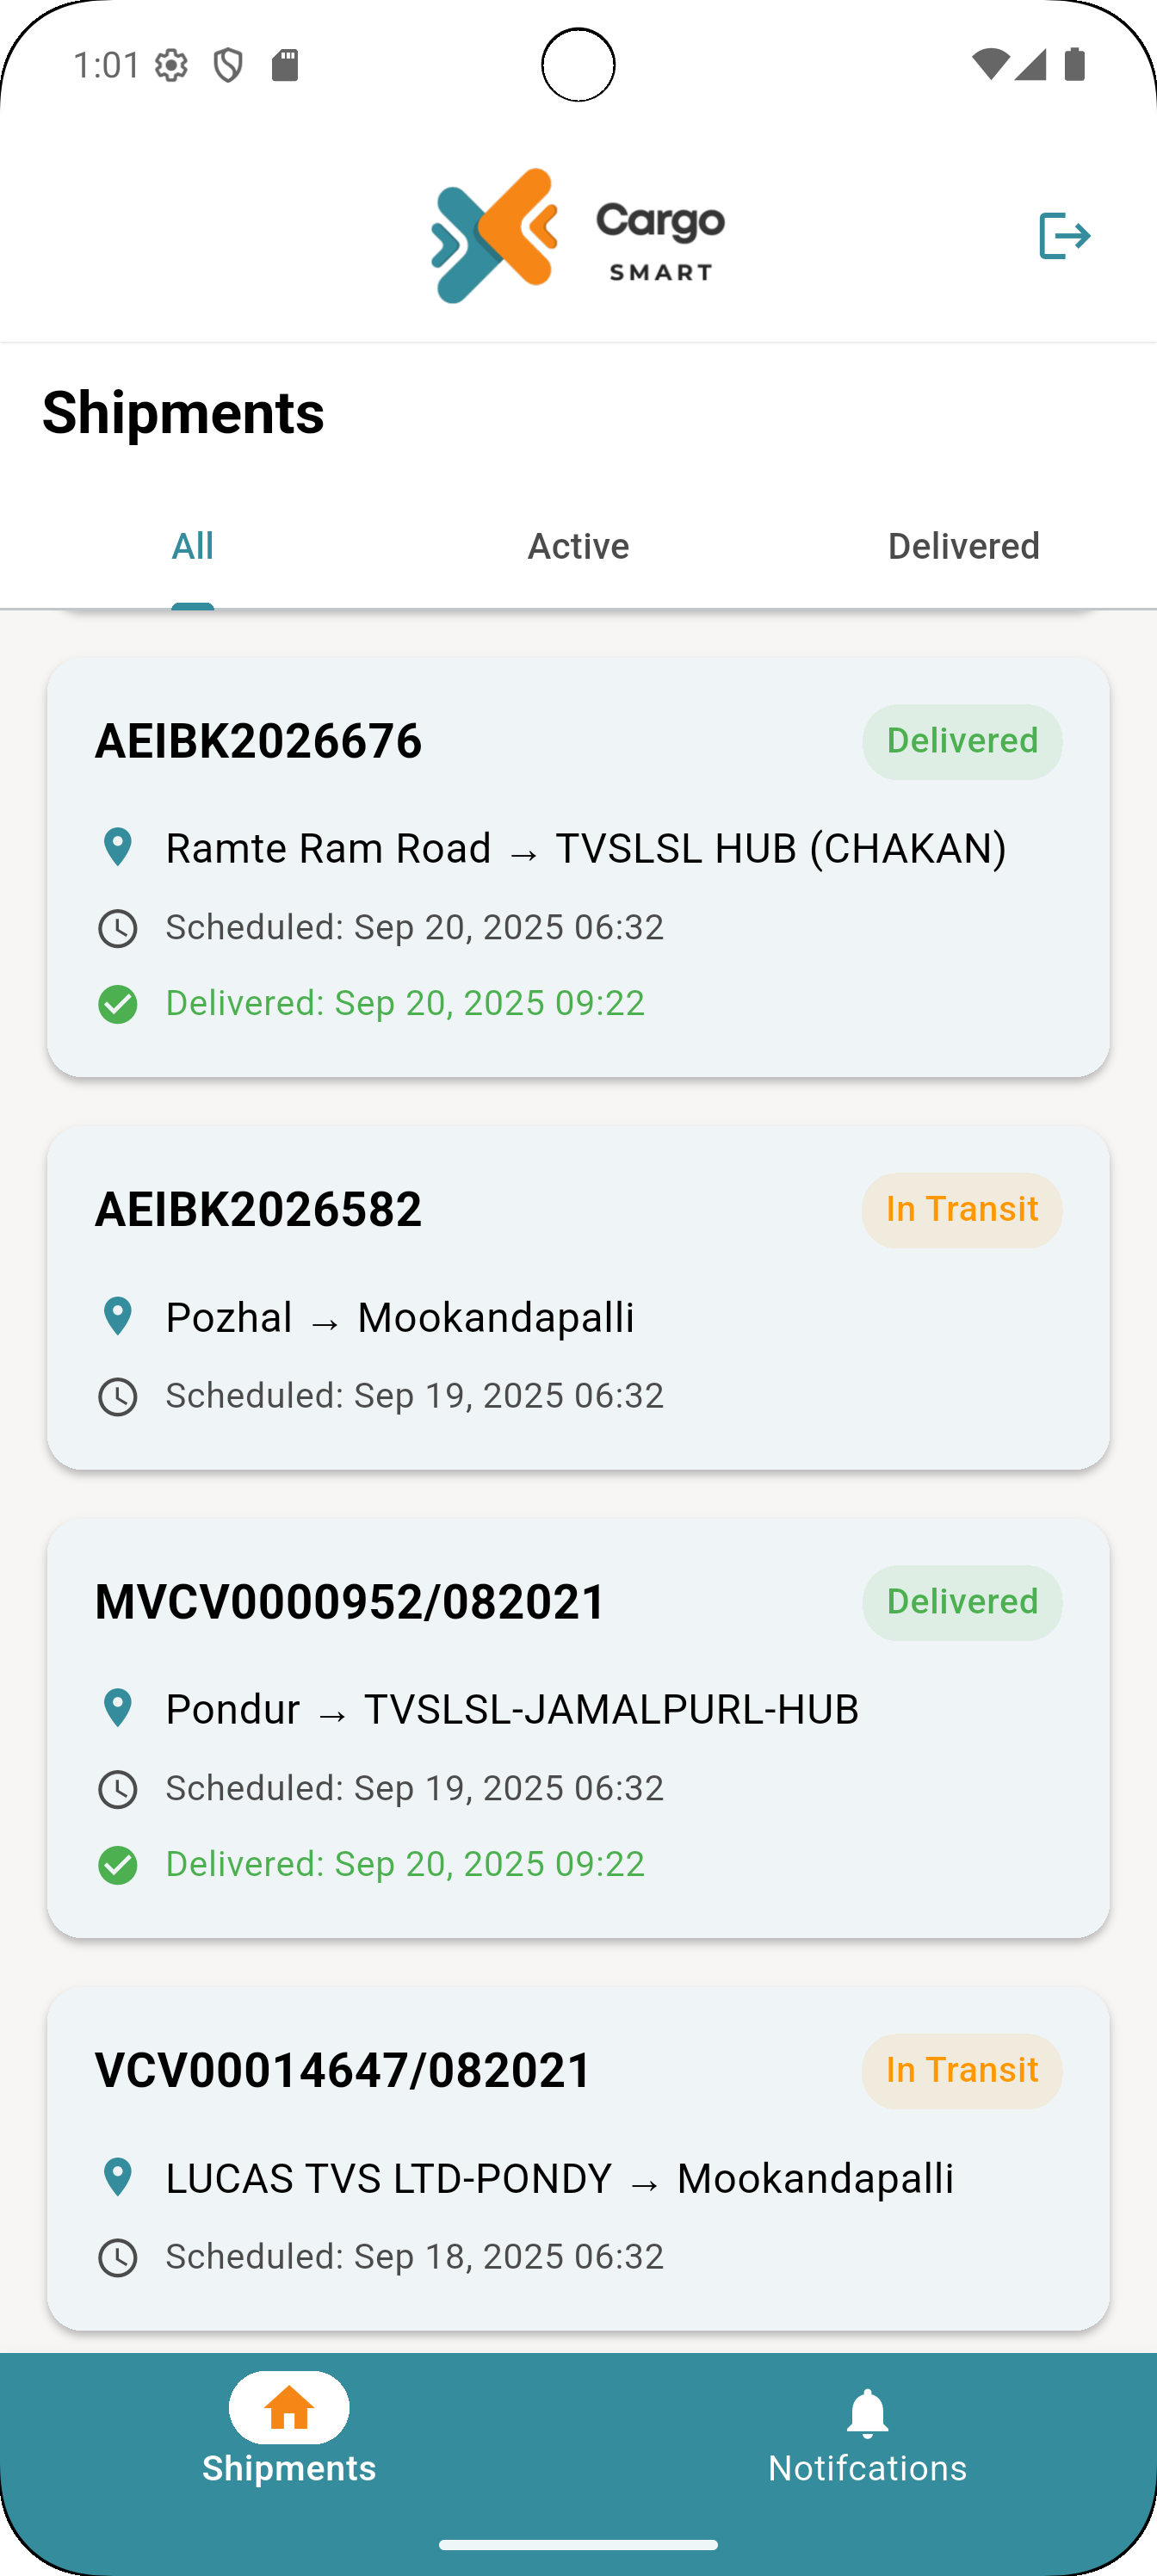 1:01
Cargo
SMART
Shipments
All Active Delivered
AEIBK2026676 Delivered
Ramte Ram Road → TVSLSL HUB (CHAKAN)
Scheduled: Sep 20, 2025 06:32
Delivered: Sep 20, 2025 09:22
AEIBK2026582 In Transit
Pozhal → Mookandapalli
Scheduled: Sep 19, 2025 06:32
MVCV0000952/082021 Delivered
Pondur → TVSLSL-JAMALPURL-HUB
Scheduled: Sep 19, 2025 06:32
Delivered: Sep 20, 2025 09:22
VCV00014647/082021 In Transit
LUCAS TVS LTD-PONDY → Mookandapalli
Scheduled: Sep 18, 2025 06:32
Shipments Notifcations